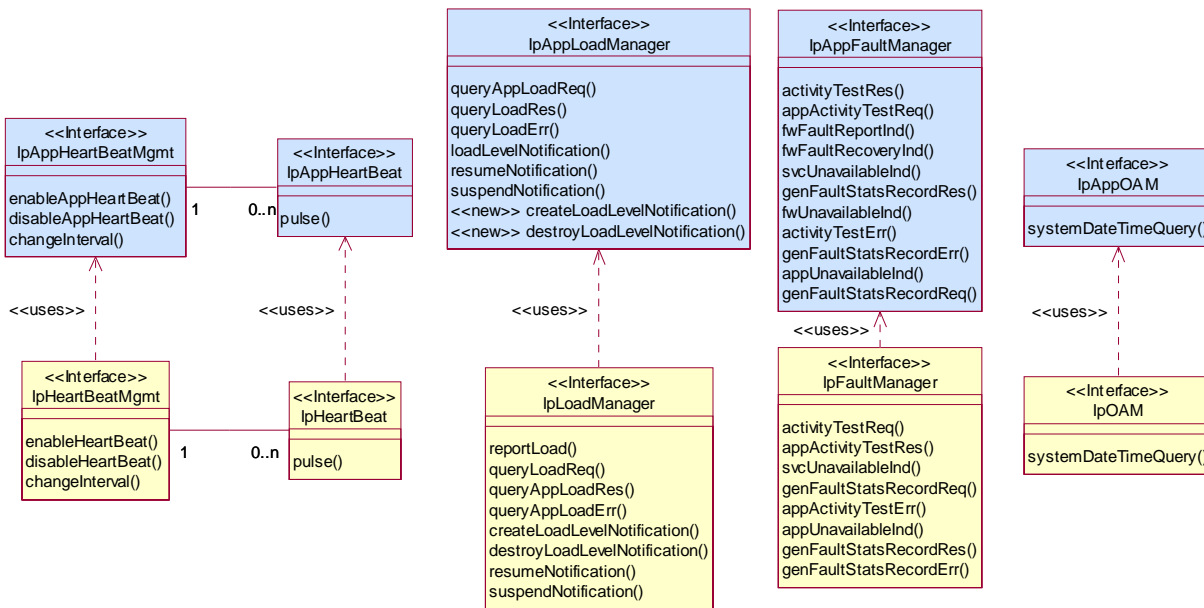 <<Interface>>
IpAppHeartBeatMgmt
enableAppHeartBeat()
disableAppHeartBeat()
changeInterval()
1
0..n
<<Interface>>
IpAppHeartBeat
pulse()
<<Interface>>
IpAppLoadManager
queryAppLoadReq()
queryLoadRes()
queryLoadErr()
loadLevelNotification()
resumeNotification()
suspendNotification()
<<new>> createLoadLevelNotification()
<<new>> destroyLoadLevelNotification()
<<Interface>>
IpAppFaultManager
activityTestRes()
appActivityTestReq()
fwFaultReportInd()
fwFaultRecoveryInd()
svcUnavailableInd()
genFaultStatsRecordRes()
fwUnavailableInd()
activityTestErr()
genFaultStatsRecordErr()
appUnavailableInd()
genFaultStatsRecordReq()
<<Interface>>
IpAppOAM
systemDateTimeQuery()
<<uses>>
<<uses>>
<<uses>>
<<uses>>
<<uses>>
<<Interface>>
IpHeartBeatMgmt
enableHeartBeat()
disableHeartBeat()
changeInterval()
1
0..n
<<Interface>>
IpHeartBeat
pulse()
<<Interface>>
IpLoadManager
reportLoad()
queryLoadReq()
queryAppLoadRes()
queryAppLoadErr()
createLoadLevelNotification()
destroyLoadLevelNotification()
resumeNotification()
suspendNotification()
<<Interface>>
IpFaultManager
activityTestReq()
appActivityTestRes()
svcUnavailableInd()
genFaultStatsRecordReq()
appActivityTestErr()
appUnavailableInd()
genFaultStatsRecordRes()
genFaultStatsRecordErr()
<<Interface>>
IpOAM
systemDateTimeQuery()